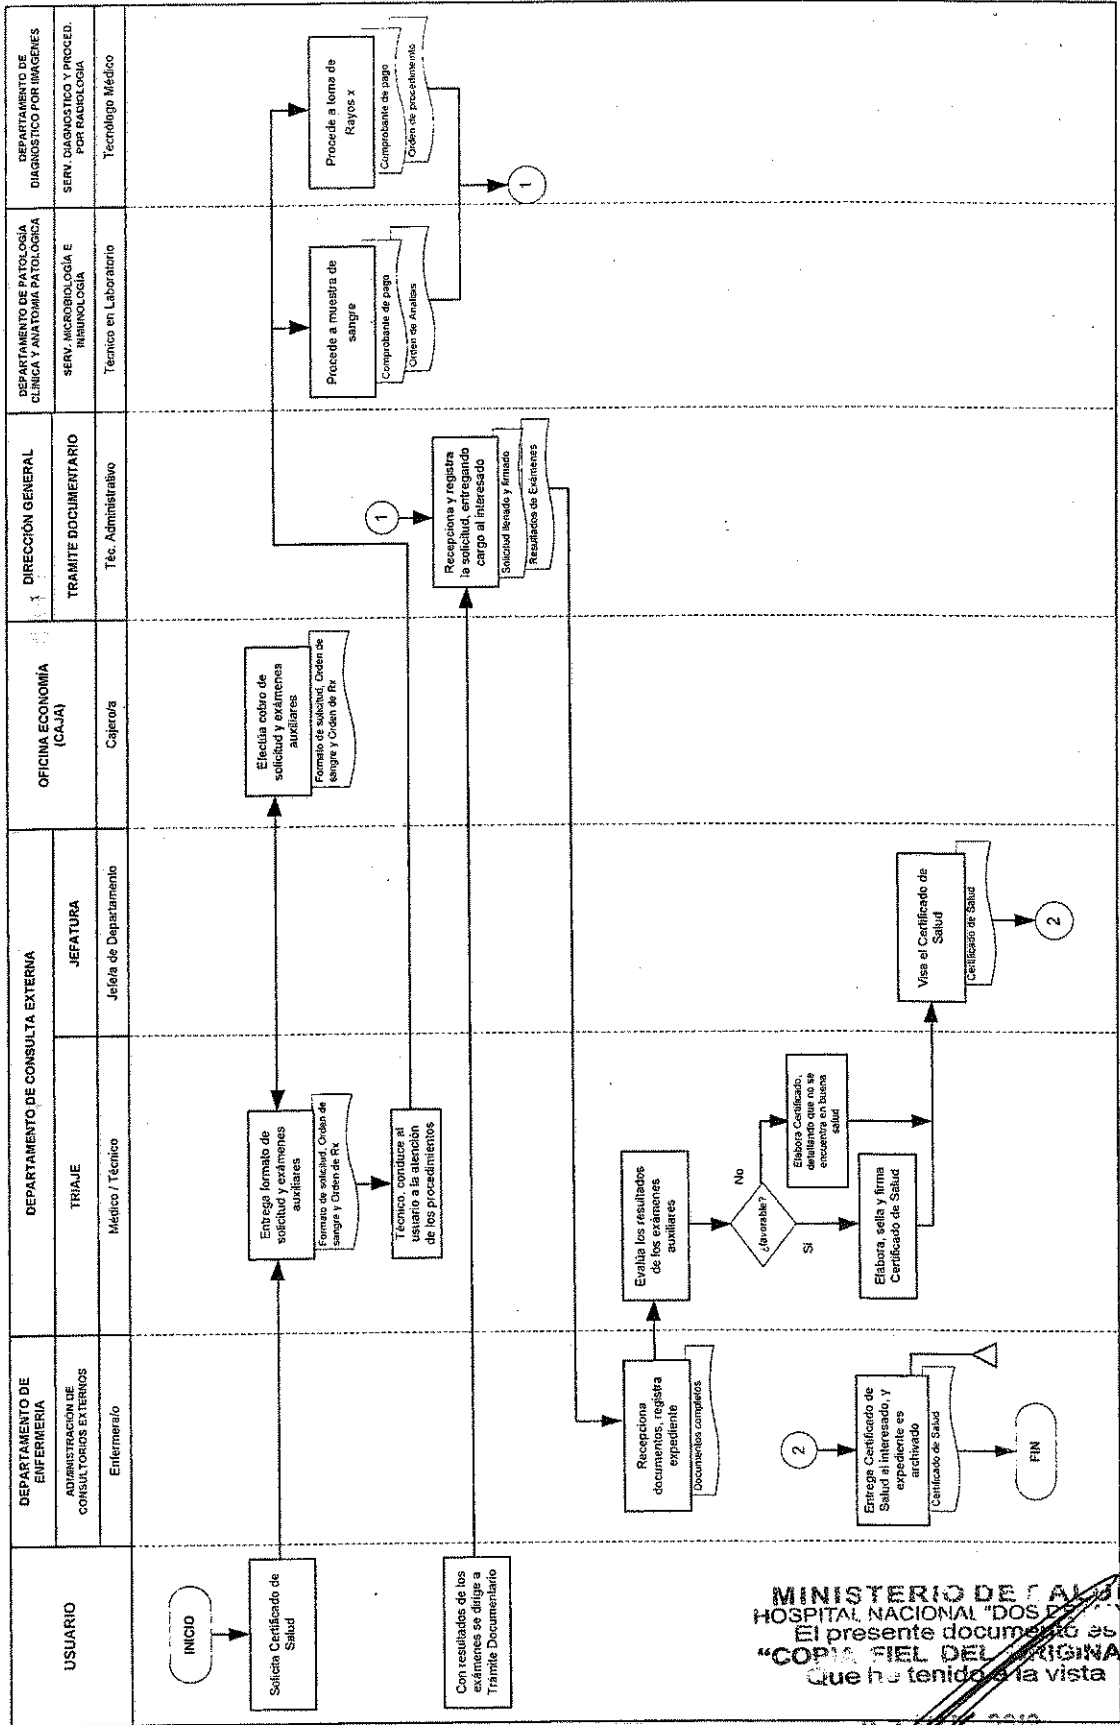 USUARIO
DEPARTAMENTO DE
ENFERMERIA
ADMINISTRACIÓN DE
CONSULTORIOS EXTERNOS
Enfermera/o
DEPARTAMENTO DE CONSULTA EXTERNA
TRIAJE
Médico / Técnico
JEFATURA
Jefe/a de Departamento
OFICINA ECONOMÍA
(CAJA)
Cajero/a
DIRECCIÓN GENERAL
TRAMITE DOCUMENTARIO
Téc. Administrativo
DEPARTAMENTO DE PATOLOGÍA
CLÍNICA Y ANATOMIA PATOLÓGICA
SERV. MICROBIOLOGÍA E
INMUNOLOGÍA
Técnico en Laboratorio
DEPARTAMENTO DE
DIAGNOSTICO POR IMAGENES
SERV. DIAGNOSTICO Y PROCED.
POR RADIOLOGÍA
Tecnólogo Médico
INICIO
Solicita Certificado de
Salud
Entrega formato de
solicitud y exámenes
auxiliares
Formato de solicitud, Orden de
sangre y Orden de Rx
Efectúa cobro de
solicitud y exámenes
auxiliares
Formato de solicitud, Orden de
sangre y Orden de Rx
Técnico, conduce al
usuario a la atención
de los procedimientos
Procede a muestra de
sangre
Comprobante de pago
Orden de Analisis
Procede a toma de
Rayos x
Comprobante de pago
Orden de procedimiento
1
1
Con resultados de los
exámenes se dirige a
Trámite Documentario
Recepciona y registra
la solicitud, entregando
cargo al interesado
Solicitud llenado y firmado
Resultados de Exámenes
Recepciona
documentos, registra
expediente
Documentos completos
Evalúa los resultados
de los exámenes
auxiliares
¿favorable?
No
Si
Elabora Certificado,
detallando que no se
encuentra en buena
salud
Elabora, sella y firma
Certificado de Salud
Visa el Certificado de
Salud
Certificado de Salud
2
2
Entrega Certificado de
Salud al interesado, y
expediente es
archivado
Certificado de Salud
FIN
MINISTERIO DE SALUD
HOSPITAL NACIONAL "DOS DE
El presente documento es
"COPIA FIEL DEL ORIGINA
Que he tenido a la vista